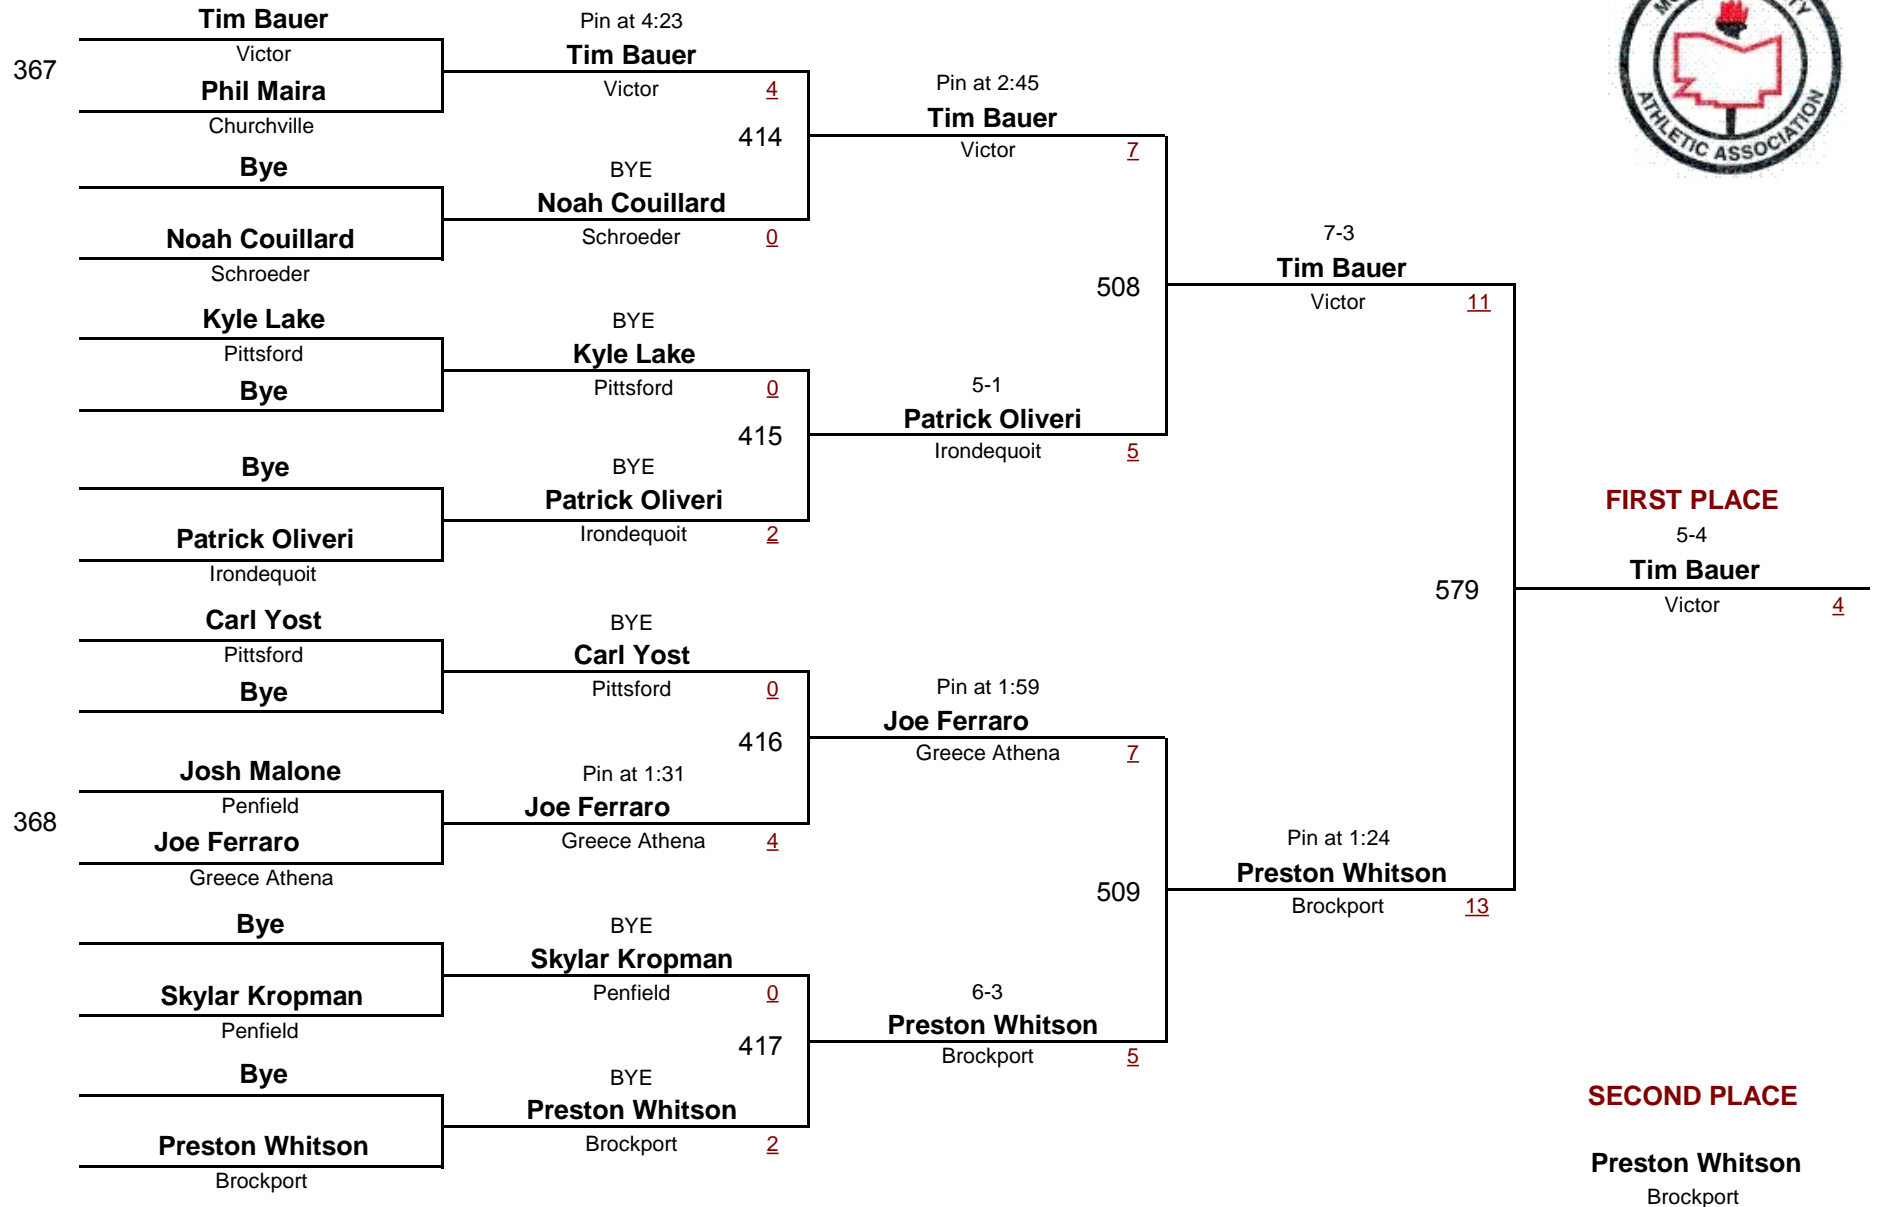 Tim Bauer
Victor
367
Phil Maira
Churchville
Bye
Noah Couillard
Schroeder
Kyle Lake
Pittsford
Bye
Bye
Patrick Oliveri
Irondequoit
Carl Yost
Pittsford
Bye
Josh Malone
Penfield
368
Joe Ferraro
Greece Athena
Bye
Skylar Kropman
Penfield
Bye
Preston Whitson
Brockport
Pin at 4:23
Tim Bauer
Victor 4
414
BYE
Noah Couillard
Schroeder 0
BYE
Kyle Lake
Pittsford 0
415
BYE
Patrick Oliveri
Irondequoit 2
BYE
Carl Yost
Pittsford 0
416
Pin at 1:31
Joe Ferraro
Greece Athena 4
BYE
Skylar Kropman
Penfield 0
417
BYE
Preston Whitson
Brockport 2
Pin at 2:45
Tim Bauer
Victor 7
508
5-1
Patrick Oliveri
Irondequoit 5
Pin at 1:59
Joe Ferraro
Greece Athena 7
509
6-3
Preston Whitson
Brockport 5
7-3
Tim Bauer
Victor 11
579
Pin at 1:24
Preston Whitson
Brockport 13
ATHLETIC ASSOCIATION
FIRST PLACE
5-4
Tim Bauer
Victor 4
SECOND PLACE
Preston Whitson
Brockport